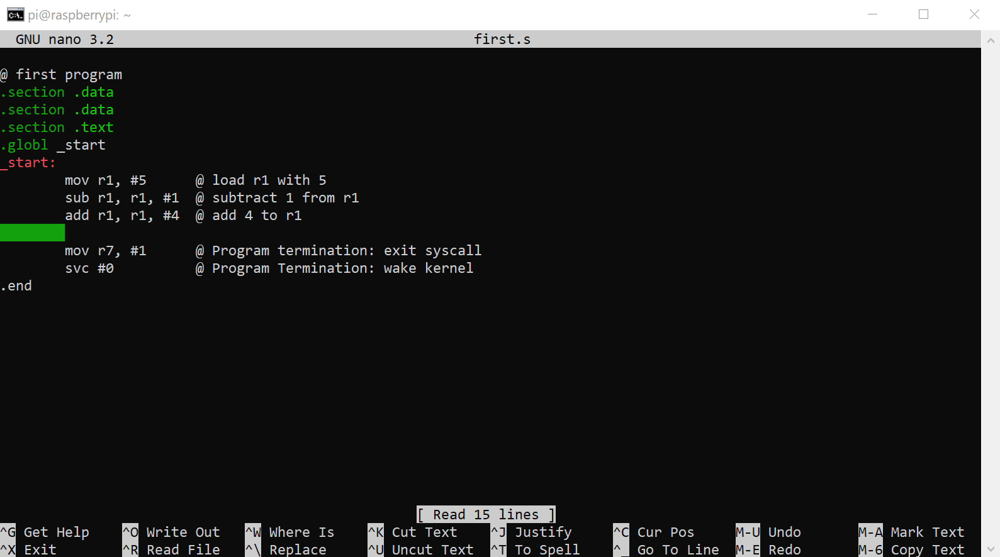 pi@raspberrypi: ~
GNU nano 3.2 first.s
@ first program
.section .data
.section .data
.section .text
.globl _start
_start:
mov r1, #5 @ load r1 with 5
sub r1, r1, #1 @ subtract 1 from r1
add r1, r1, #4 @ add 4 to r1
mov r7, #1 @ Program termination: exit syscall
svc #0 @ Program Termination: wake kernel
.end
[ Read 15 lines ]
^G Get Help ^O Write Out ^W Where Is ^K Cut Text ^J Justify ^C Cur Pos M-U Undo M-A Mark Text
^X Exit ^R Read File ^\ Replace ^U Uncut Text ^T To Spell ^_ Go To Line M-E Redo M-6 Copy Text